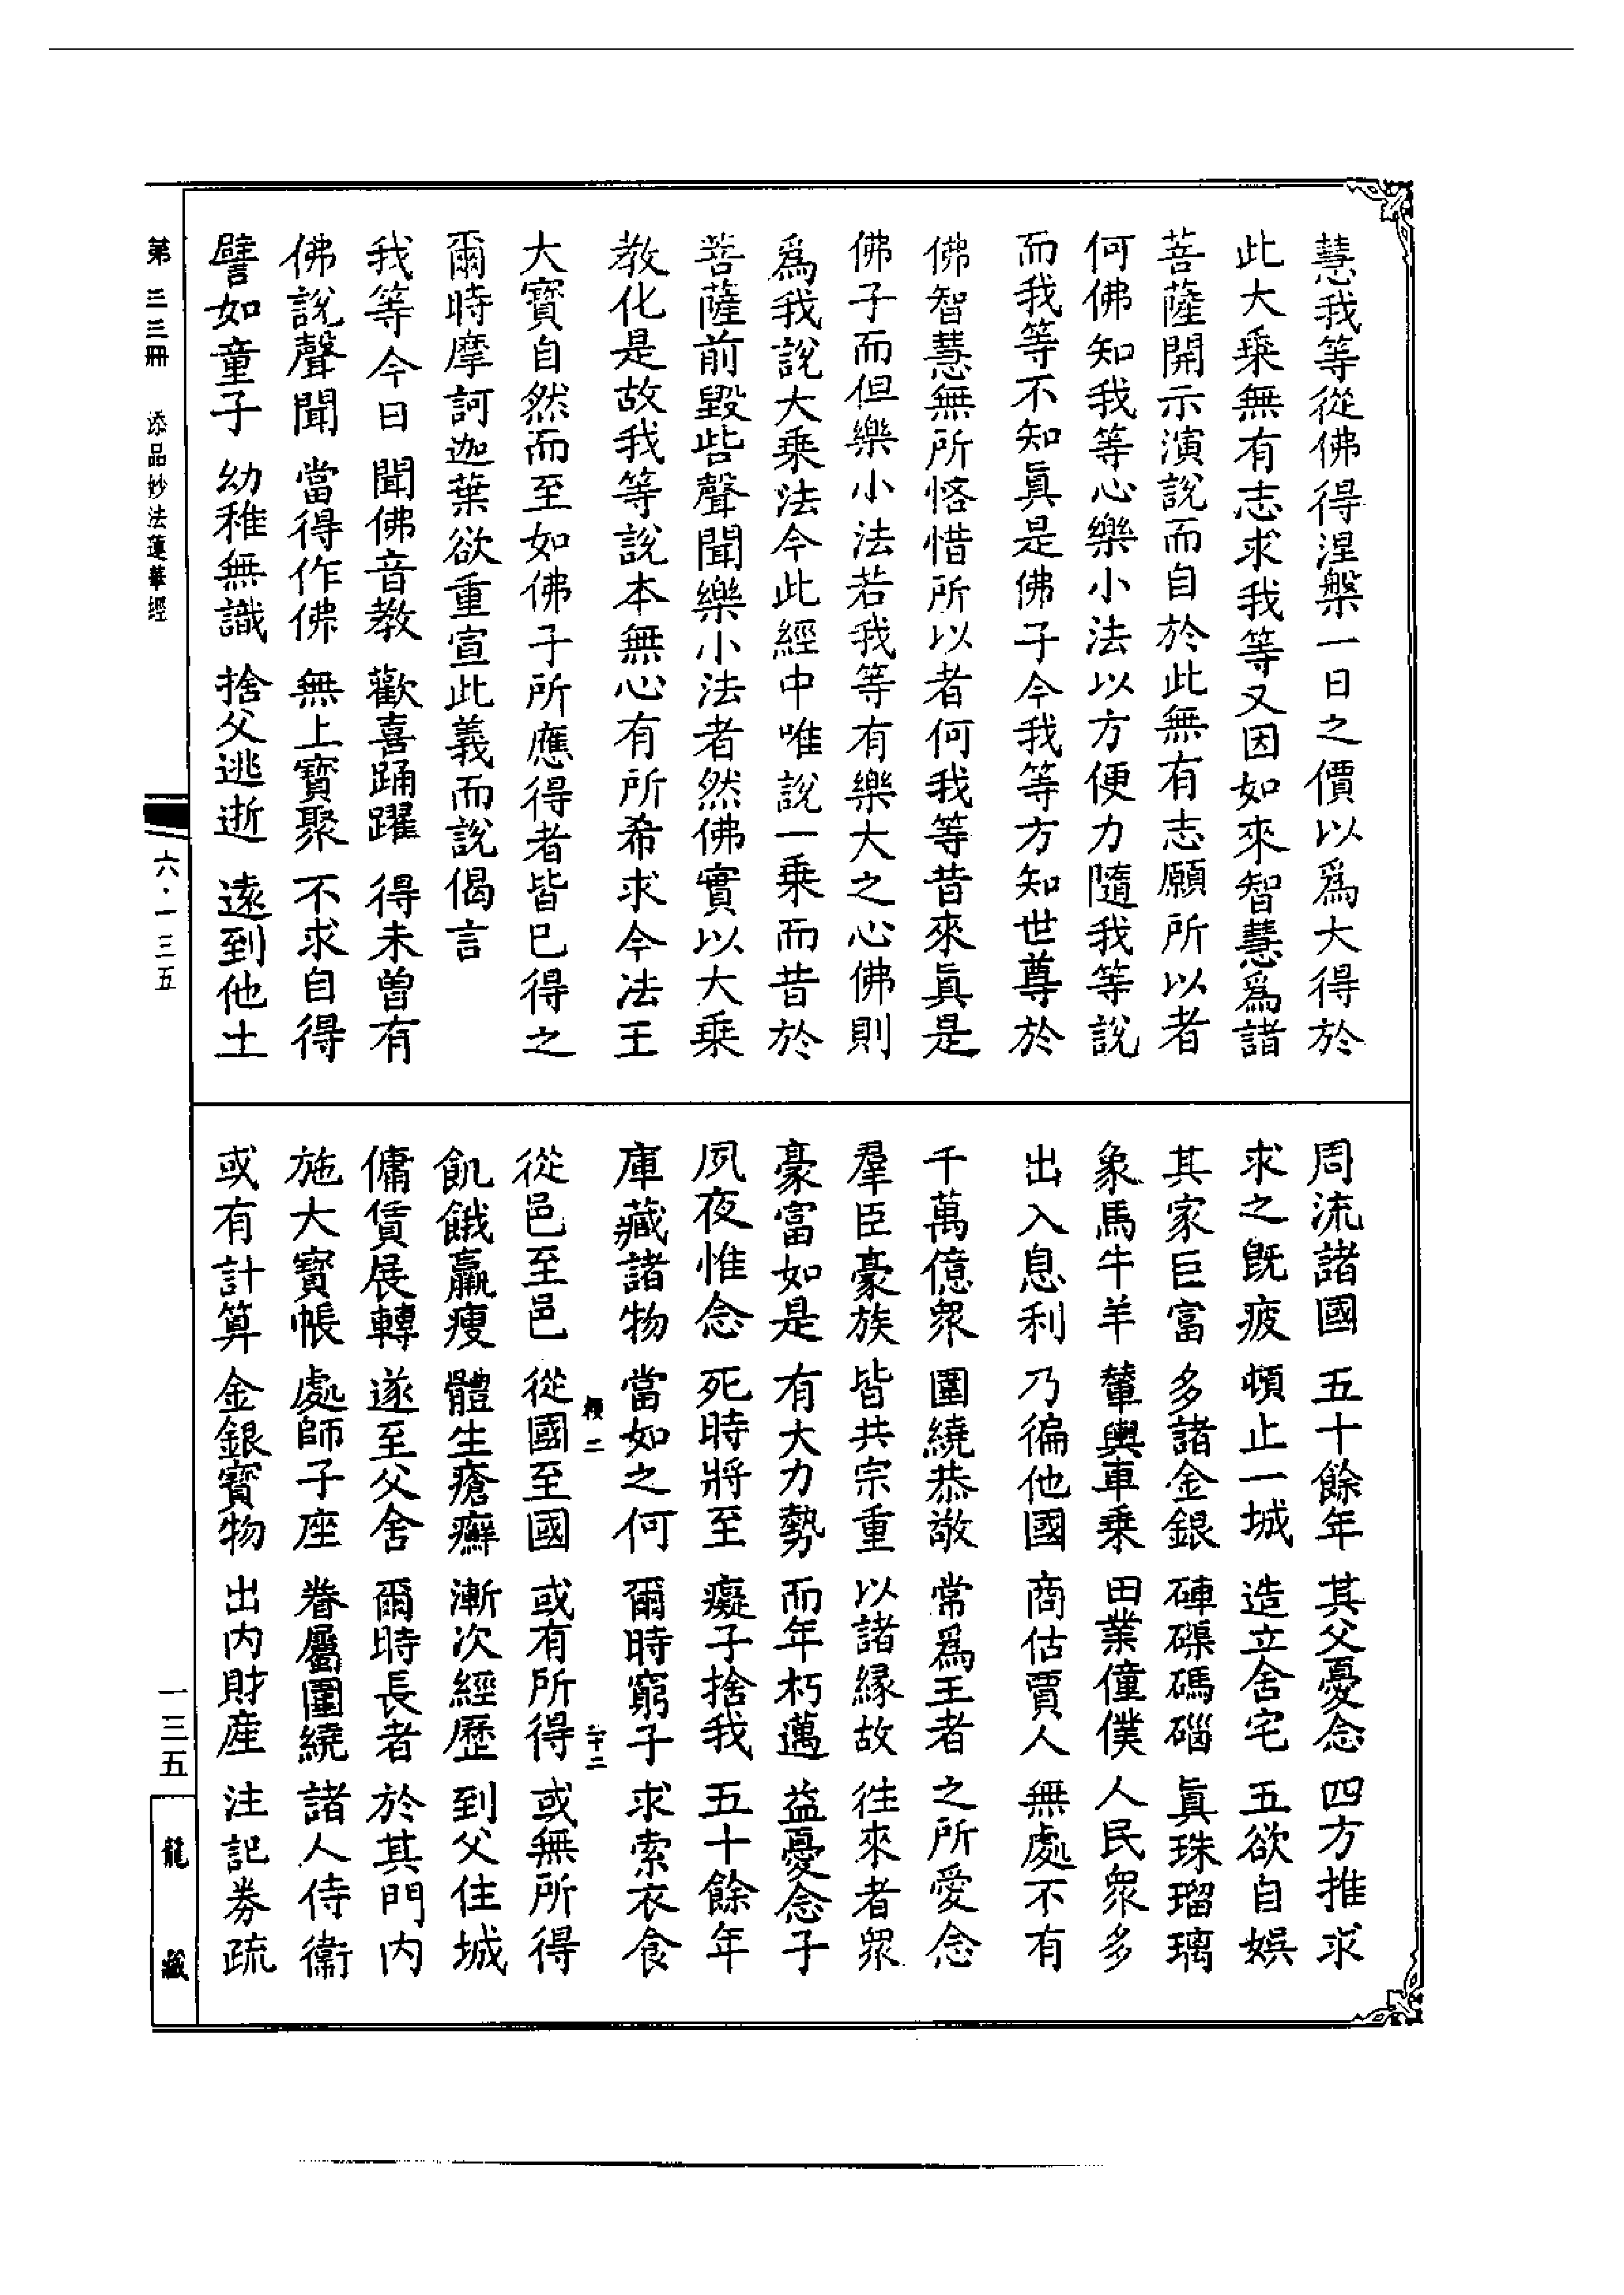 慧我等從佛得涅槃一日之價以爲大得於
此大乘無有志求我等又因如來智慧爲諸
菩薩開示演說而自於此無有志願所以者
何佛知我等心樂小法以方便力隨我等說
而我等不知眞是佛子今我等方知世尊於
佛智慧無所悋惜所以者何我等昔來眞是
佛子而但樂小法若我等有樂大之心佛則
爲我說大乘法今此經中唯說一乘而昔於
菩薩前毀呰聲聞樂小法者然佛實以大乘
教化是故我等說本無心有所希求今法王
大寶自然而至如佛子所應得者皆已得之
爾時摩訶迦葉欲重宣此義而說偈言
我等今日　聞佛音教　歡喜踊躍　得未曾有
佛說聲聞　當得作佛　無上寶聚　不求自得
譬如童子　幼稚無識　捨父逃逝　遠到他土
周流諸國　五十餘年　其父憂念　四方推求
求之旣疲　頓止一城　造立舍宅　五欲自娛
其家巨富　多諸金銀　硨磲碼碯　眞珠瑠璃
象馬牛羊　輦輿車乘　田業僮僕　人民眾多
出入息利　乃徧他國　商估賈人　無處不有
千萬億眾　圍繞恭敬　常爲王者　之所愛念
羣臣豪族　皆共宗重　以諸緣故　往來者眾
豪富如是　有大力勢　而年朽邁　益憂念子
夙夜惟念　死時將至　癡子捨我　五十餘年
庫藏諸物　當如之何　爾時窮子　求索衣食
從邑至邑　從國至國　或有所得　或無所得
飢餓羸瘦　體生瘡癬　漸次經歷　到父住城
傭賃展轉　遂至父舍　爾時長者　於其門內
施大寶帳　處師子座　眷屬圍繞　諸人侍衞
或有計算　金銀寶物　出內財産　注記券疏
第三三冊　添品妙法蓮華經
六·一三五
一三五
龍藏